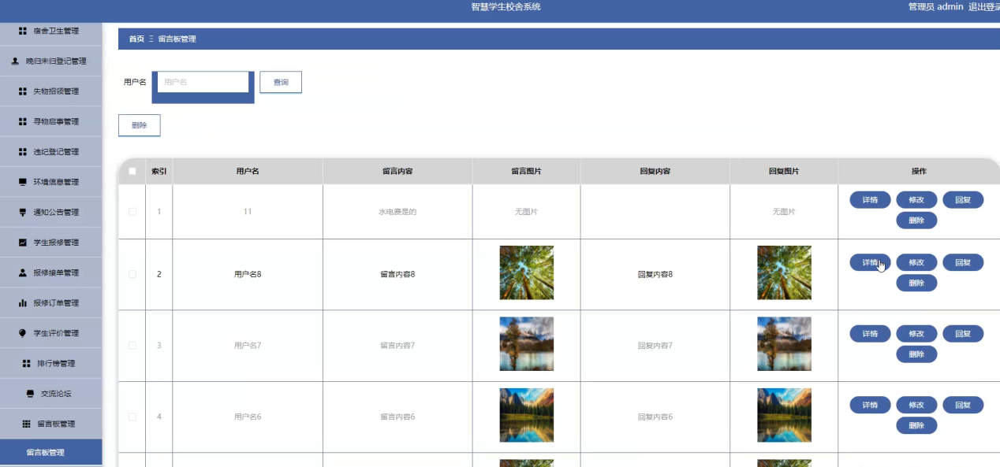 智慧学生校舍系统
管理员 admin 退出登录
宿舍卫生管理
晚归未归登记管理
失物招领管理
寻物启事管理
违纪登记管理
环境信息管理
通知公告管理
学生报修管理
报修接单管理
报修订单管理
学生评价管理
排行榜管理
交流论坛
留言板管理
留言板管理
首页 Ξ 留言板管理
用户名 用户名 查询
删除
索引 用户名 留言内容 留言图片 回复内容 回复图片 操作
1 11 水电费是的 无图片 无图片 详情 修改 回复
删除
2 用户名8 留言内容8 回复内容8 详情 修改 回复
删除
3 用户名7 留言内容7 回复内容7 详情 修改 回复
删除
4 用户名6 留言内容6 回复内容6 详情 修改 回复
删除